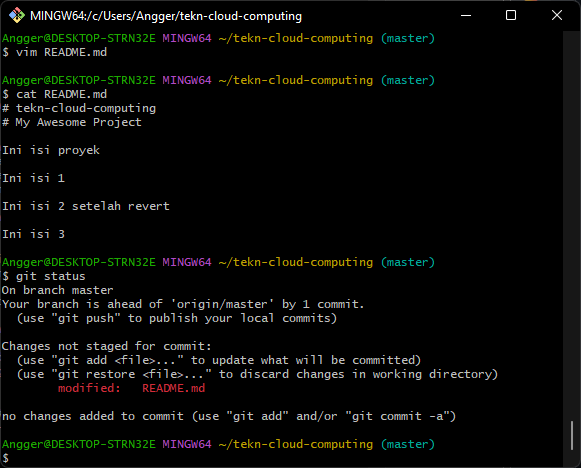 MINGW64:/c/Users/Angger/tekn-cloud-computing
Angger@DESKTOP-STRN32E MINGW64 ~/tekn-cloud-computing (master)
$ vim README.md
Angger@DESKTOP-STRN32E MINGW64 ~/tekn-cloud-computing (master)
$ cat README.md
# tekn-cloud-computing
# My Awesome Project
Ini isi proyek
Ini isi 1
Ini isi 2 setelah revert
Ini isi 3
Angger@DESKTOP-STRN32E MINGW64 ~/tekn-cloud-computing (master)
$ git status
On branch master
Your branch is ahead of 'origin/master' by 1 commit.
  (use "git push" to publish your local commits)
Changes not staged for commit:
  (use "git add <file>..." to update what will be committed)
  (use "git restore <file>..." to discard changes in working directory)
        modified:   README.md
no changes added to commit (use "git add" and/or "git commit -a")
Angger@DESKTOP-STRN32E MINGW64 ~/tekn-cloud-computing (master)
$